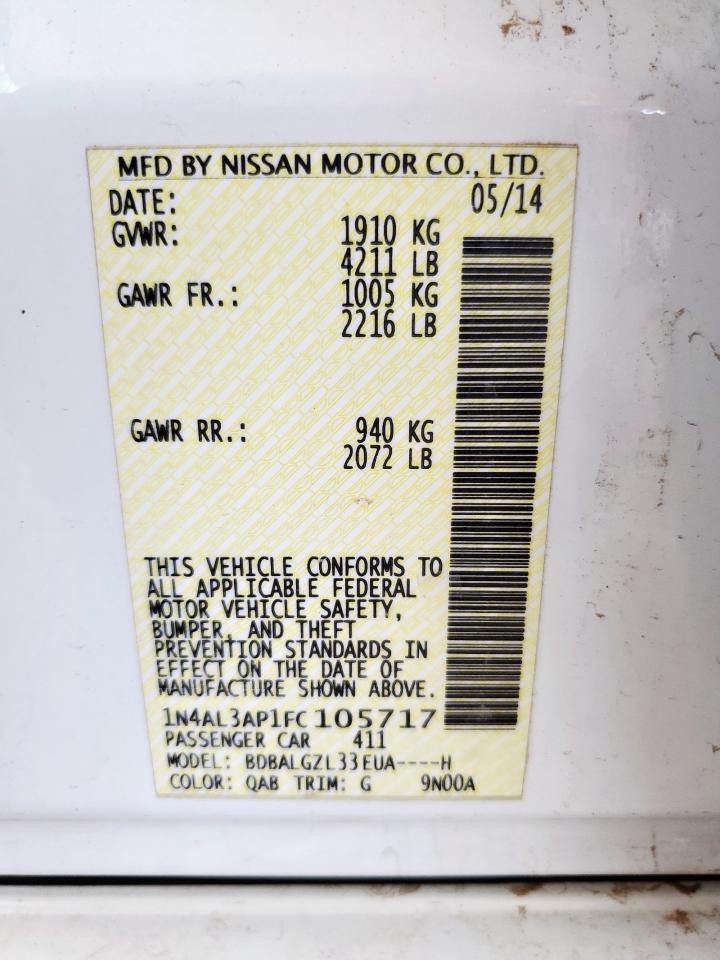 MFD BY NISSAN MOTOR CO., LTD.
DATE: 05/14
GVWR: 1910 KG
4211 LB
GAWR FR.: 1005 KG
2216 LB
GAWR RR.: 940 KG
2072 LB
THIS VEHICLE CONFORMS TO
ALL APPLICABLE FEDERAL
MOTOR VEHICLE SAFETY,
BUMPER, AND THEFT
PREVENTION STANDARDS IN
EFFECT ON THE DATE OF
MANUFACTURE SHOWN ABOVE.
1N4AL3AP1FC105717
PASSENGER CAR 411
MODEL: BDBALGZL33EUA----H
COLOR: QAB TRIM: G 9N00A